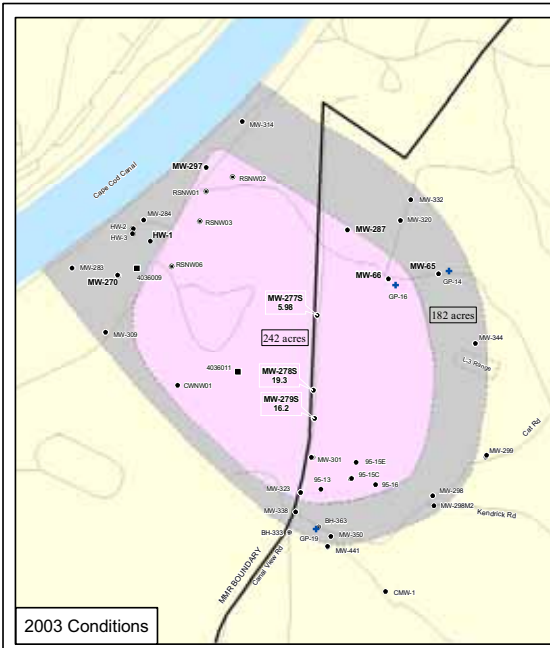 MW-314
Cape Cod Canal
MW-297
RSNW02
RSNW01
MW-332
MW-284
RSNW03
MW-320
HW-2
HW-3
HW-1
MW-287
MW-283
4036009
RSNW06
MW-65
MW-270
MW-66
GP-14
GP-16
MW-277S
5.98
182 acres
MW-309
242 acres
MW-344
L-3 Range
4036011
MW-278S
19.3
CWNW01
MW-279S
16.2
Cat Rd
MW-301
95-15E
MW-299
95-15C
95-13
95-16
MW-323
MW-298
MW-298M2
MW-338
Kendrick Rd
BH-363
BH-333
GP-19
MW-350
MW-441
MMR BOUNDARY
Canal View Rd
CMW-1
2003 Conditions